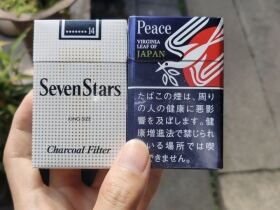 14
SevenStars
KING SIZE
Charcoal Filter
Peace
VIRGINIA
LEAF OF
JAPAN
たばこの煙は、周り
の人の健康に悪影
響を及ぼします。健
康増進法で禁じられ
いる場所では喫
できません。